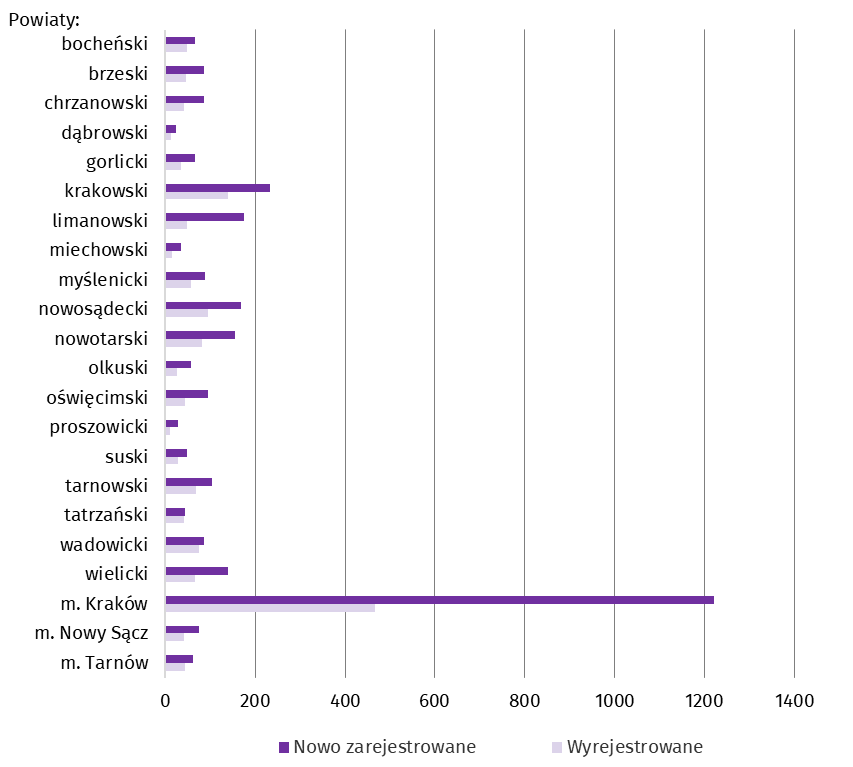 Powiaty:
bocheński
brzeski
chrzanowski
dąbrowski
gorlicki
krakowski
limanowski
miechowski
myślenicki
nowosądecki
nowotarski
olkuski
oświęcimski
proszowicki
suski
tarnowski
tatrzański
wadowicki
wielicki
m. Kraków
m. Nowy Sącz
m. Tarnów
0 200 400 600 800 1000 1200 1400
Nowo zarejestrowane Wyrejestrowane